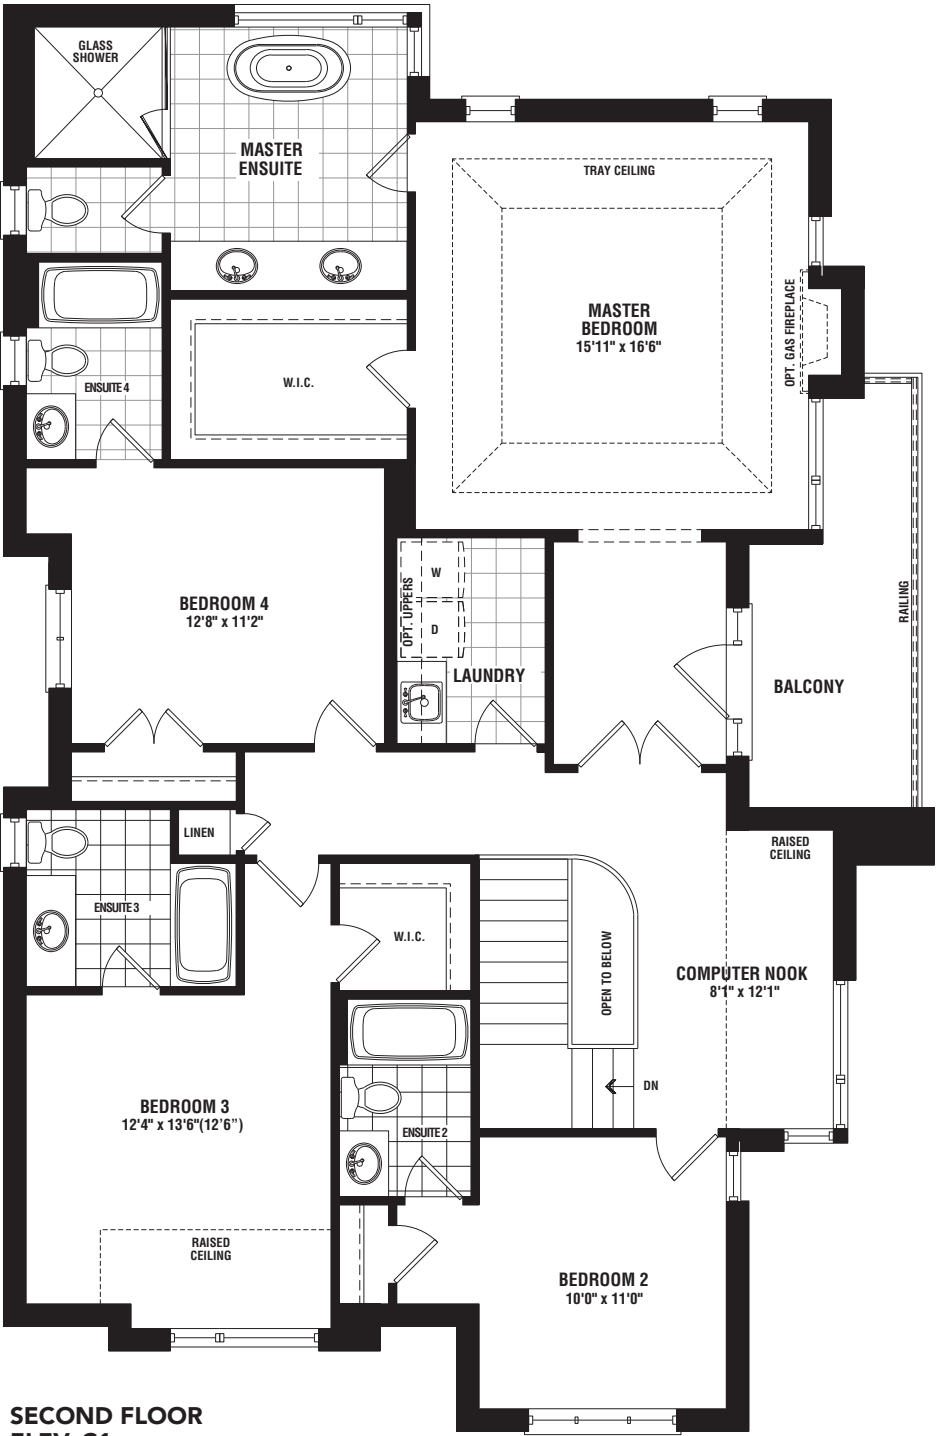 GLASS
SHOWER
MASTER
ENSUITE
TRAY CEILING
MASTER
BEDROOM
15'11" x 16'6"
OPT. GAS FIREPLACE
ENSUITE 4
W.I.C.
BEDROOM 4
12'8" x 11'2"
OPT. UPPERS
W
D
LAUNDRY
RAILING
BALCONY
LINEN
RAISED
CEILING
ENSUITE 3
W.I.C.
OPEN TO BELOW
COMPUTER NOOK
8'1" x 12'1"
DN
BEDROOM 3
12'4" x 13'6"(12'6")
ENSUITE 2
RAISED
CEILING
BEDROOM 2
10'0" x 11'0"
SECOND FLOOR
ELEV. C1